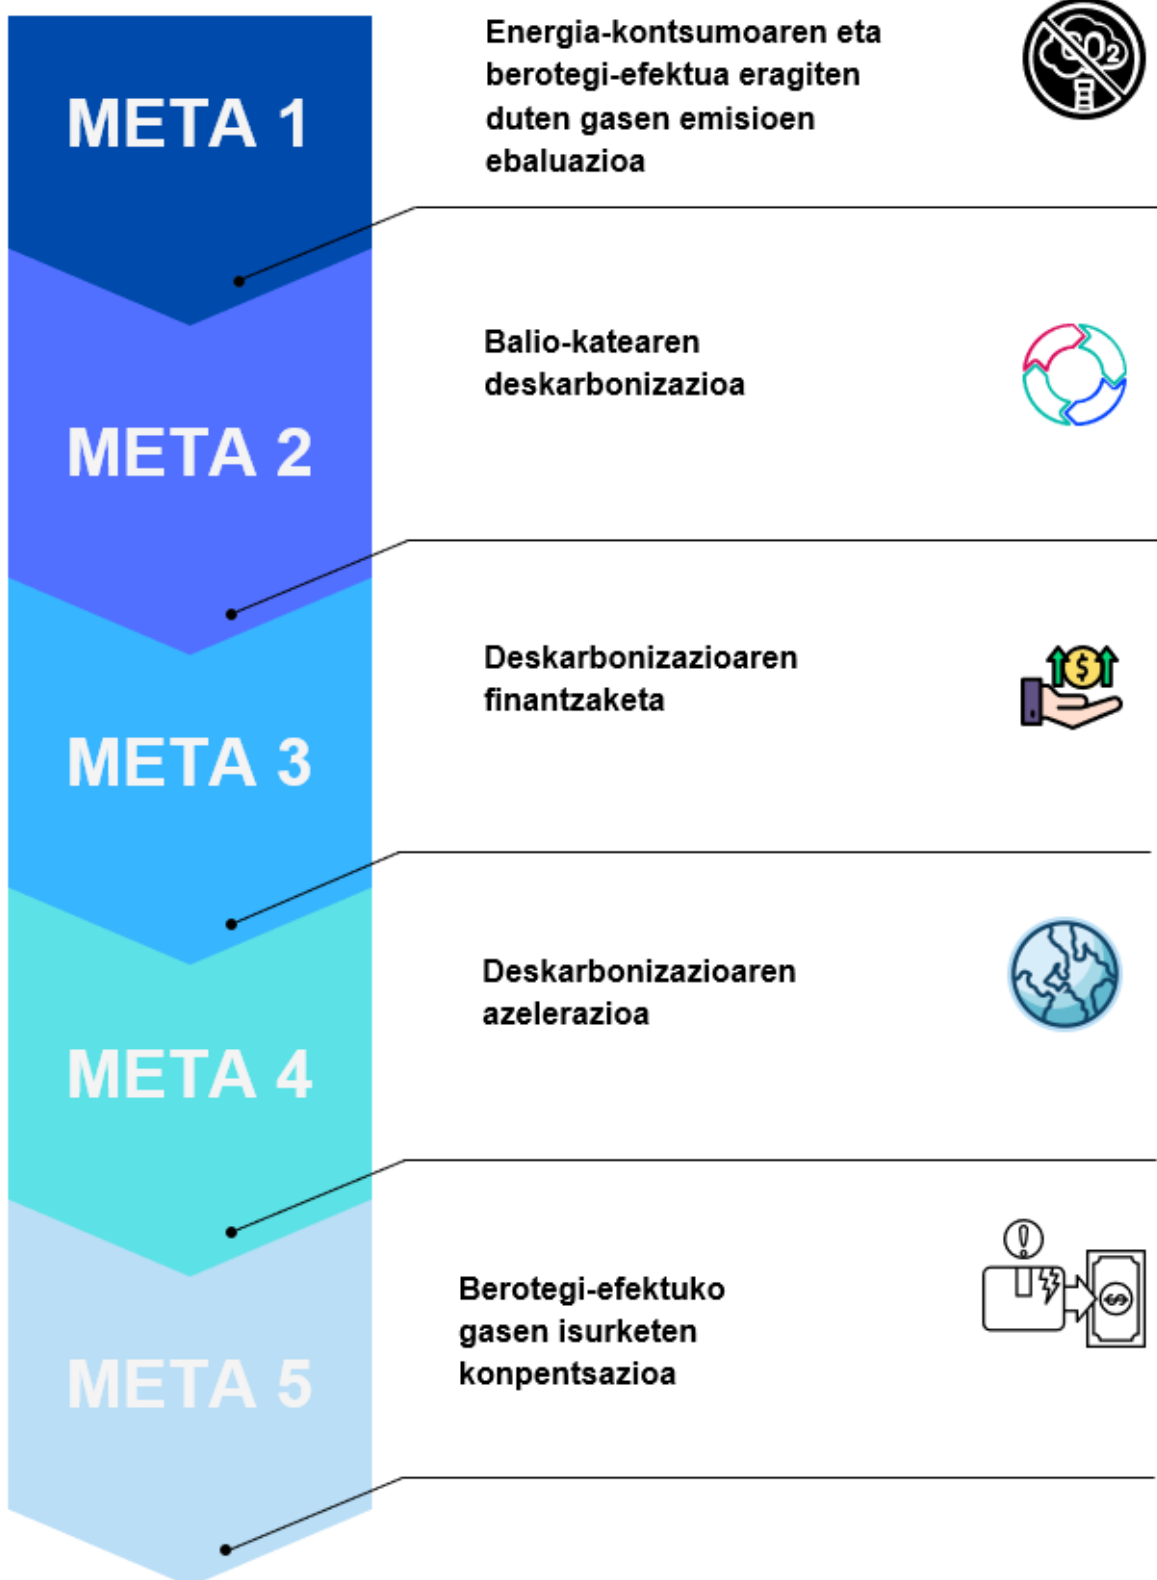 META 1
Energia-kontsumoaren eta
berotegi-efektua eragiten
duten gasen emisioen
ebaluazioa
CO2
META 2
Balio-katearen
deskarbonizazioa
META 3
Deskarbonizazioaren
finantzaketa
$
META 4
Deskarbonizazioaren
azelerazioa
META 5
Berotegi-efektuko
gasen isurketen
konpentsazioa
!
$